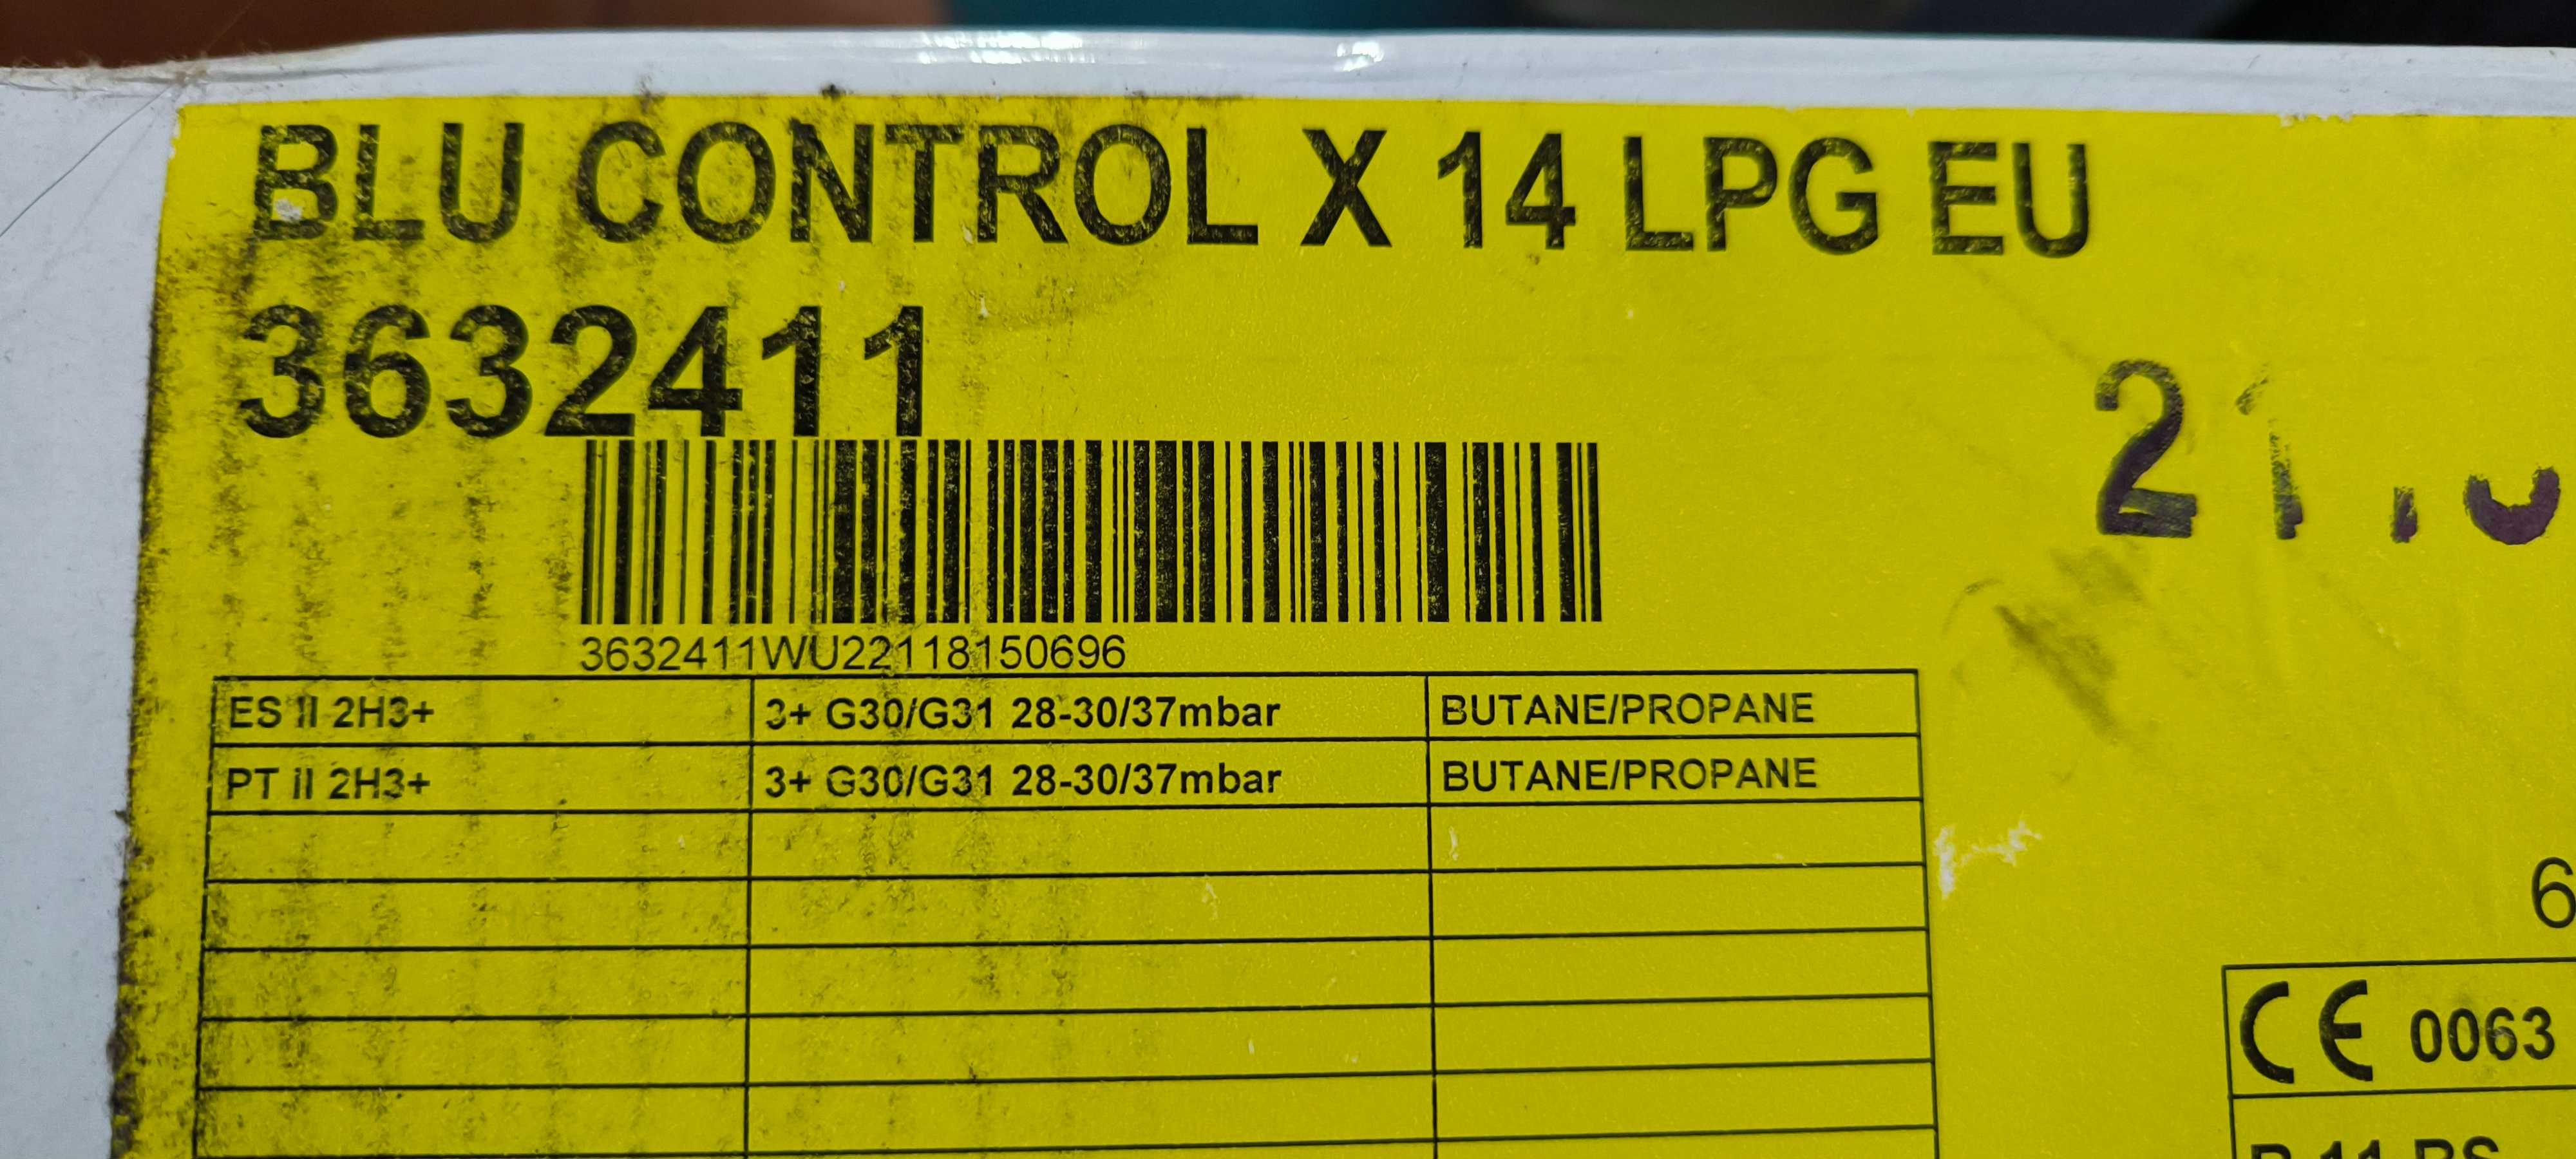 BLU CONTROL X 14 LPG EU
3632411
3632411WU22118150696
ES II 2H3+ 3+ G30/G31 28-30/37mbar BUTANE/PROPANE
PT II 2H3+ 3+ G30/G31 28-30/37mbar BUTANE/PROPANE
CE 0063